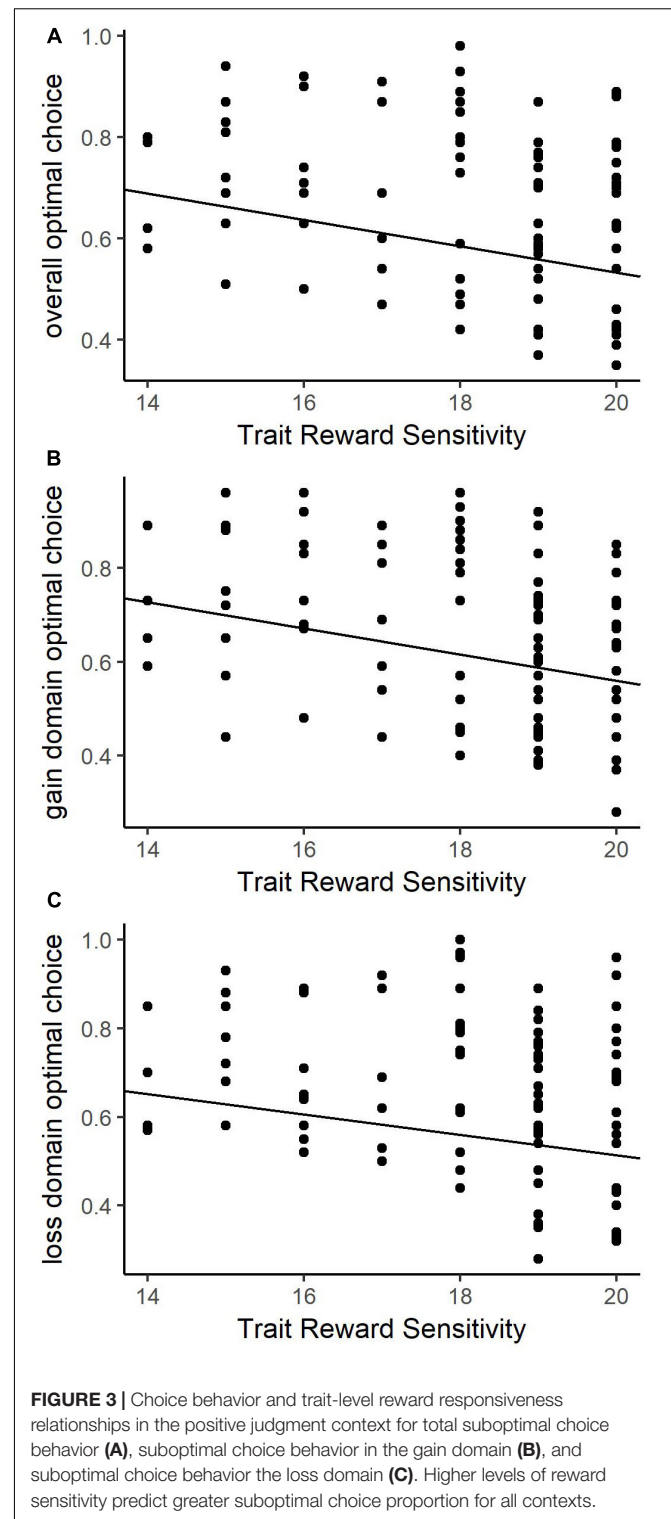 A
1.0
0.8
0.6
0.4
overall optimal choice
14 16 18 20
Trait Reward Sensitivity
B
0.8
0.6
0.4
gain domain optimal choice
14 16 18 20
Trait Reward Sensitivity
C
1.0
0.8
0.6
0.4
loss domain optimal choice
14 16 18 20
Trait Reward Sensitivity
FIGURE 3 | Choice behavior and trait-level reward responsiveness
relationships in the positive judgment context for total suboptimal choice
behavior (A), suboptimal choice behavior in the gain domain (B), and
suboptimal choice behavior the loss domain (C). Higher levels of reward
sensitivity predict greater suboptimal choice proportion for all contexts.